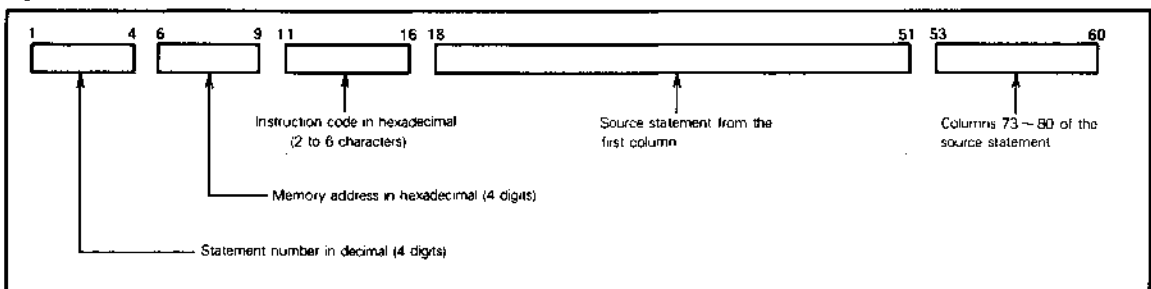 1 4 6 9 11 16 18 51 53 60
Instruction code in hexadecimal
(2 to 6 characters)
Source statement from the
first column
Columns 73 – 80 of the
source statement
Memory address in hexadecimal (4 digits)
Statement number in decimal (4 digits)